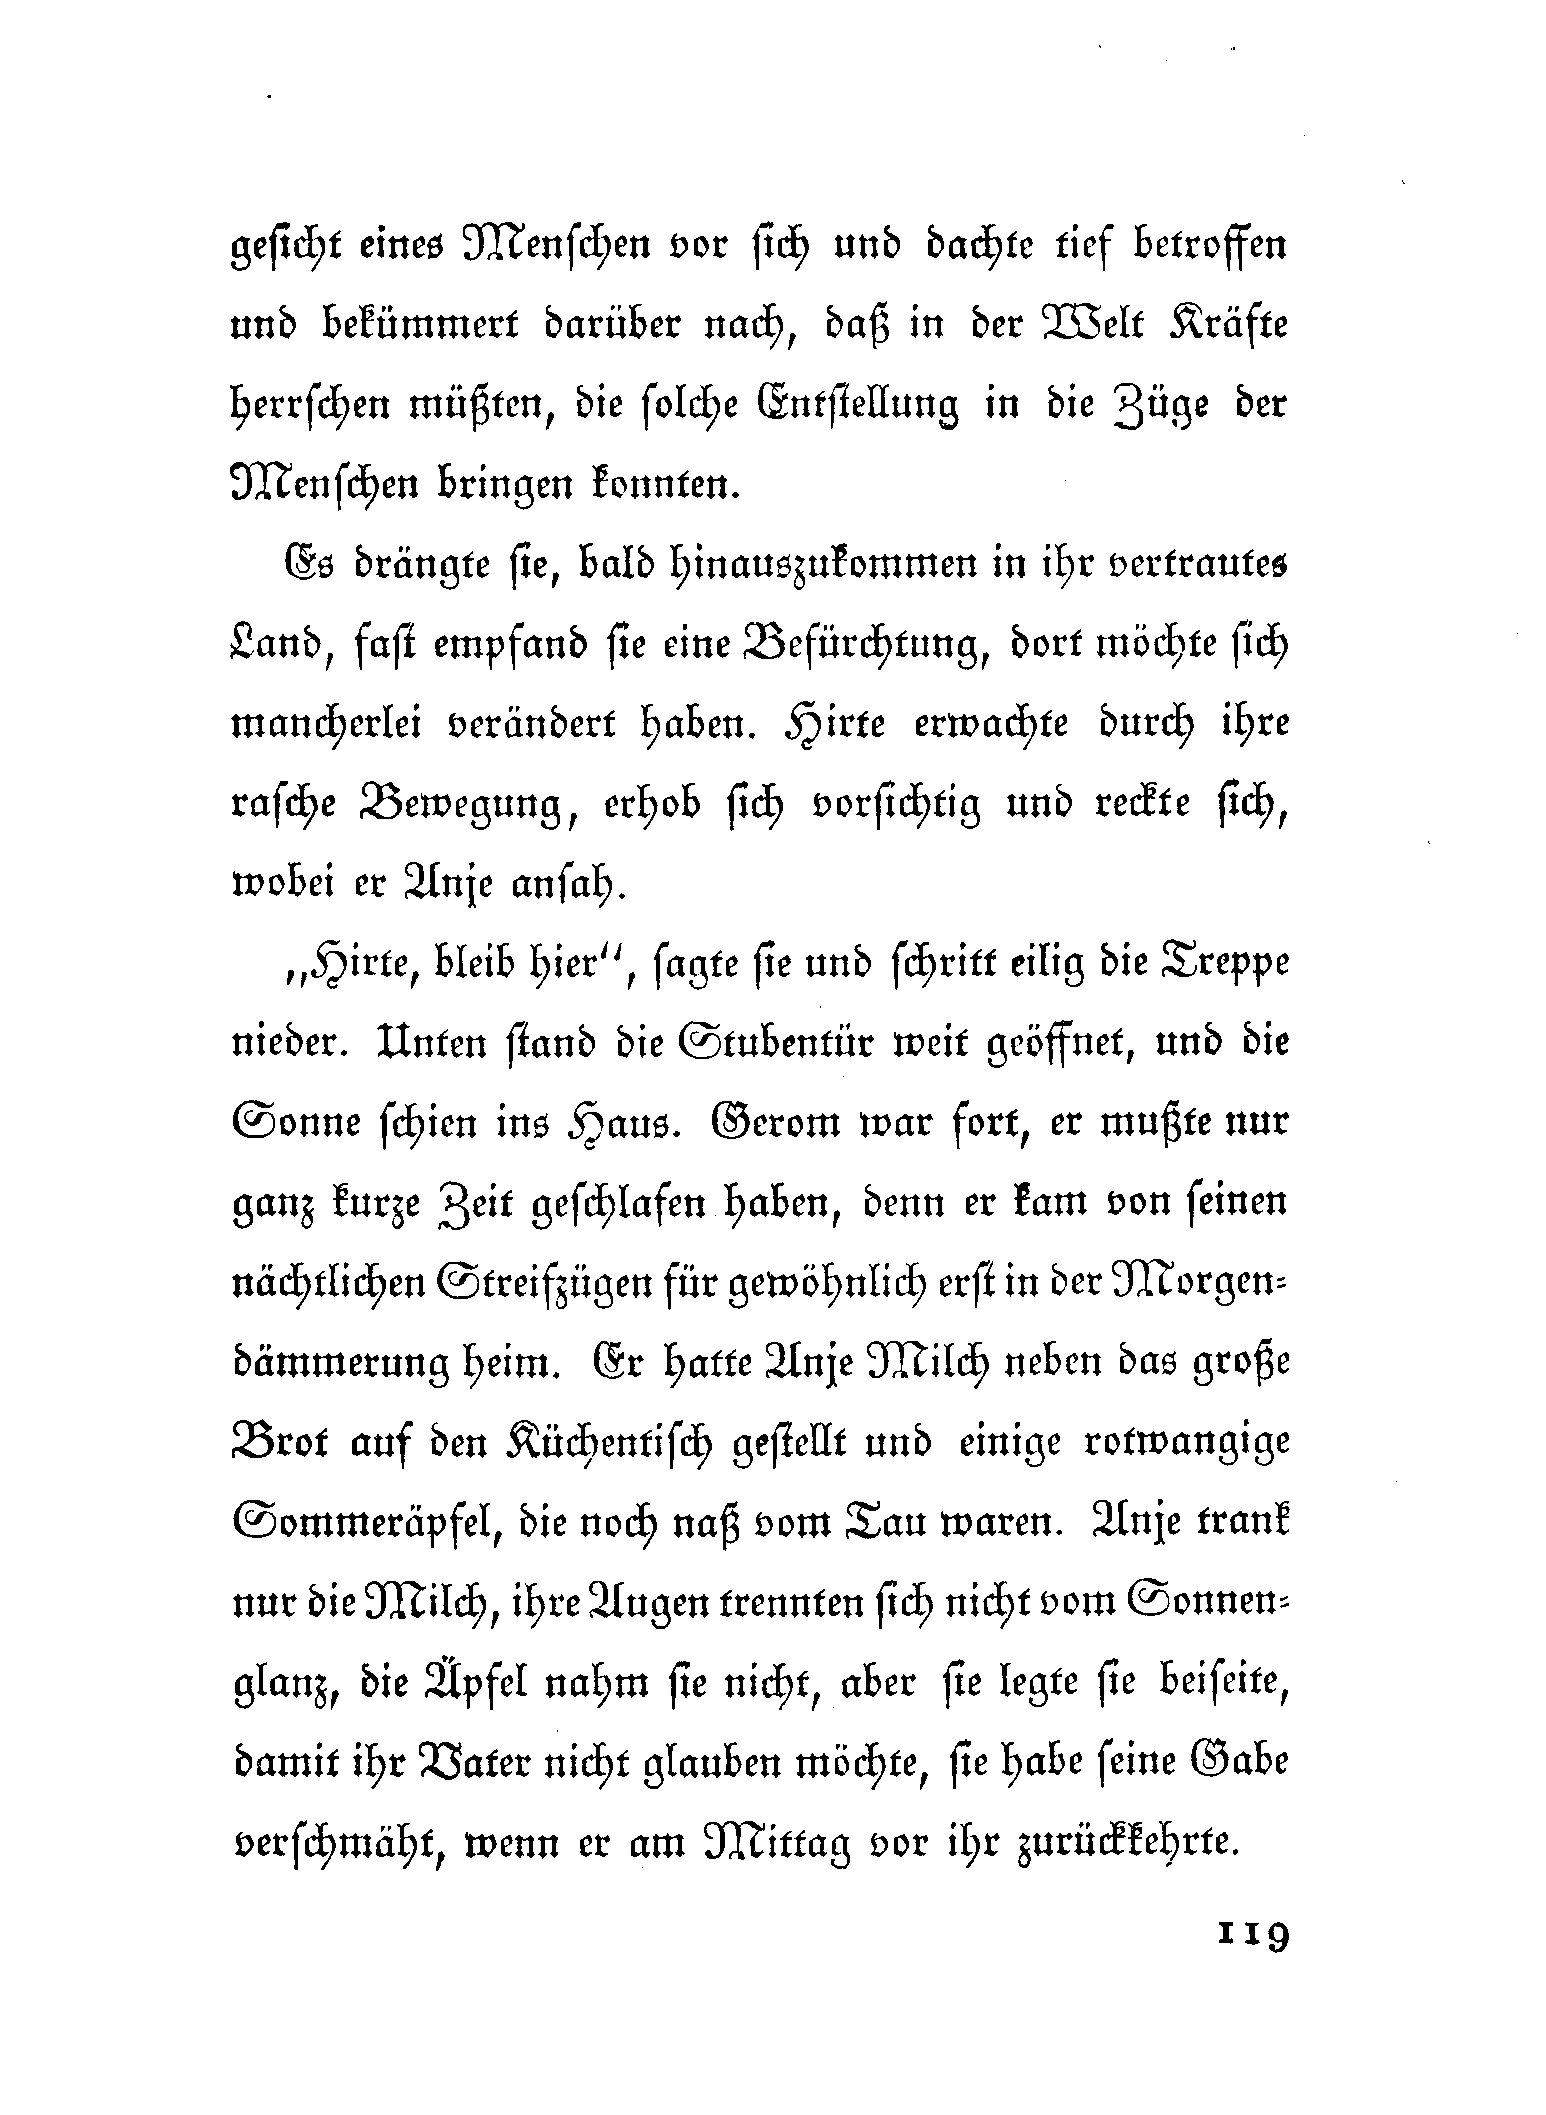 gesicht eines Menschen vor sich und dachte tief betroffen
und bekümmert darüber nach, daß in der Welt Kräfte
herrschen müßten, die solche Entstellung in die Züge der
Menschen bringen konnten.
Es drängte sie, bald hinauszukommen in ihr vertrautes
Land, fast empfand sie eine Befürchtung, dort möchte sich
mancherlei verändert haben. Hirte erwachte durch ihre
rasche Bewegung, erhob sich vorsichtig und reckte sich,
wobei er Anje ansah.
„Hirte, bleib hier“, sagte sie und schritt eilig die Treppe
nieder. Unten stand die Stubentür weit geöffnet, und die
Sonne schien ins Haus. Gerom war fort, er mußte nur
ganz kurze Zeit geschlafen haben, denn er kam von seinen
nächtlichen Streifzügen für gewöhnlich erst in der Morgen-
dämmerung heim. Er hatte Anje Milch neben das große
Brot auf den Küchentisch gestellt und einige rotwangige
Sommeräpfel, die noch naß vom Tau waren. Anje trank
nur die Milch, ihre Augen trennten sich nicht vom Sonnen-
glanz, die Äpfel nahm sie nicht, aber sie legte sie beiseite,
damit ihr Vater nicht glauben möchte, sie habe seine Gabe
verschmäht, wenn er am Mittag vor ihr zurückkehrte.
119